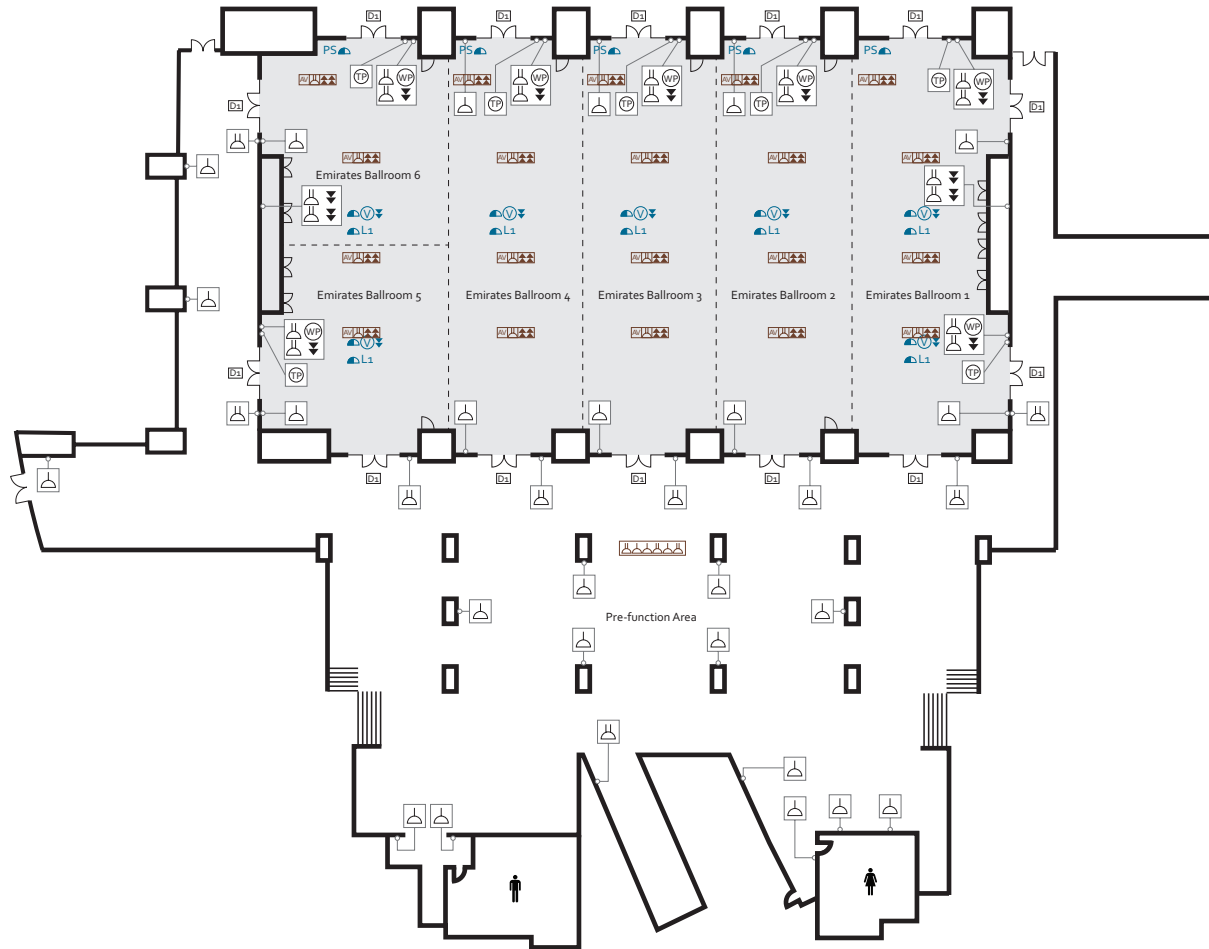 D1 D1 D1 D1 D1
PS PS PS PS PS
AV AV AV AV AV
TP WP TP WP TP WP TP WP TP WP
D1 D1
AV AV AV AV AV
Emirates Ballroom 6
V V V V V
L1 L1 L1 L1 L1
AV AV AV AV AV
Emirates Ballroom 5 Emirates Ballroom 4 Emirates Ballroom 3 Emirates Ballroom 2 Emirates Ballroom 1
WP AV AV AV AV AV WP
V V
L1 L1
D1 TP TP D1
D1 D1 D1 D1 D1
Pre-function Area